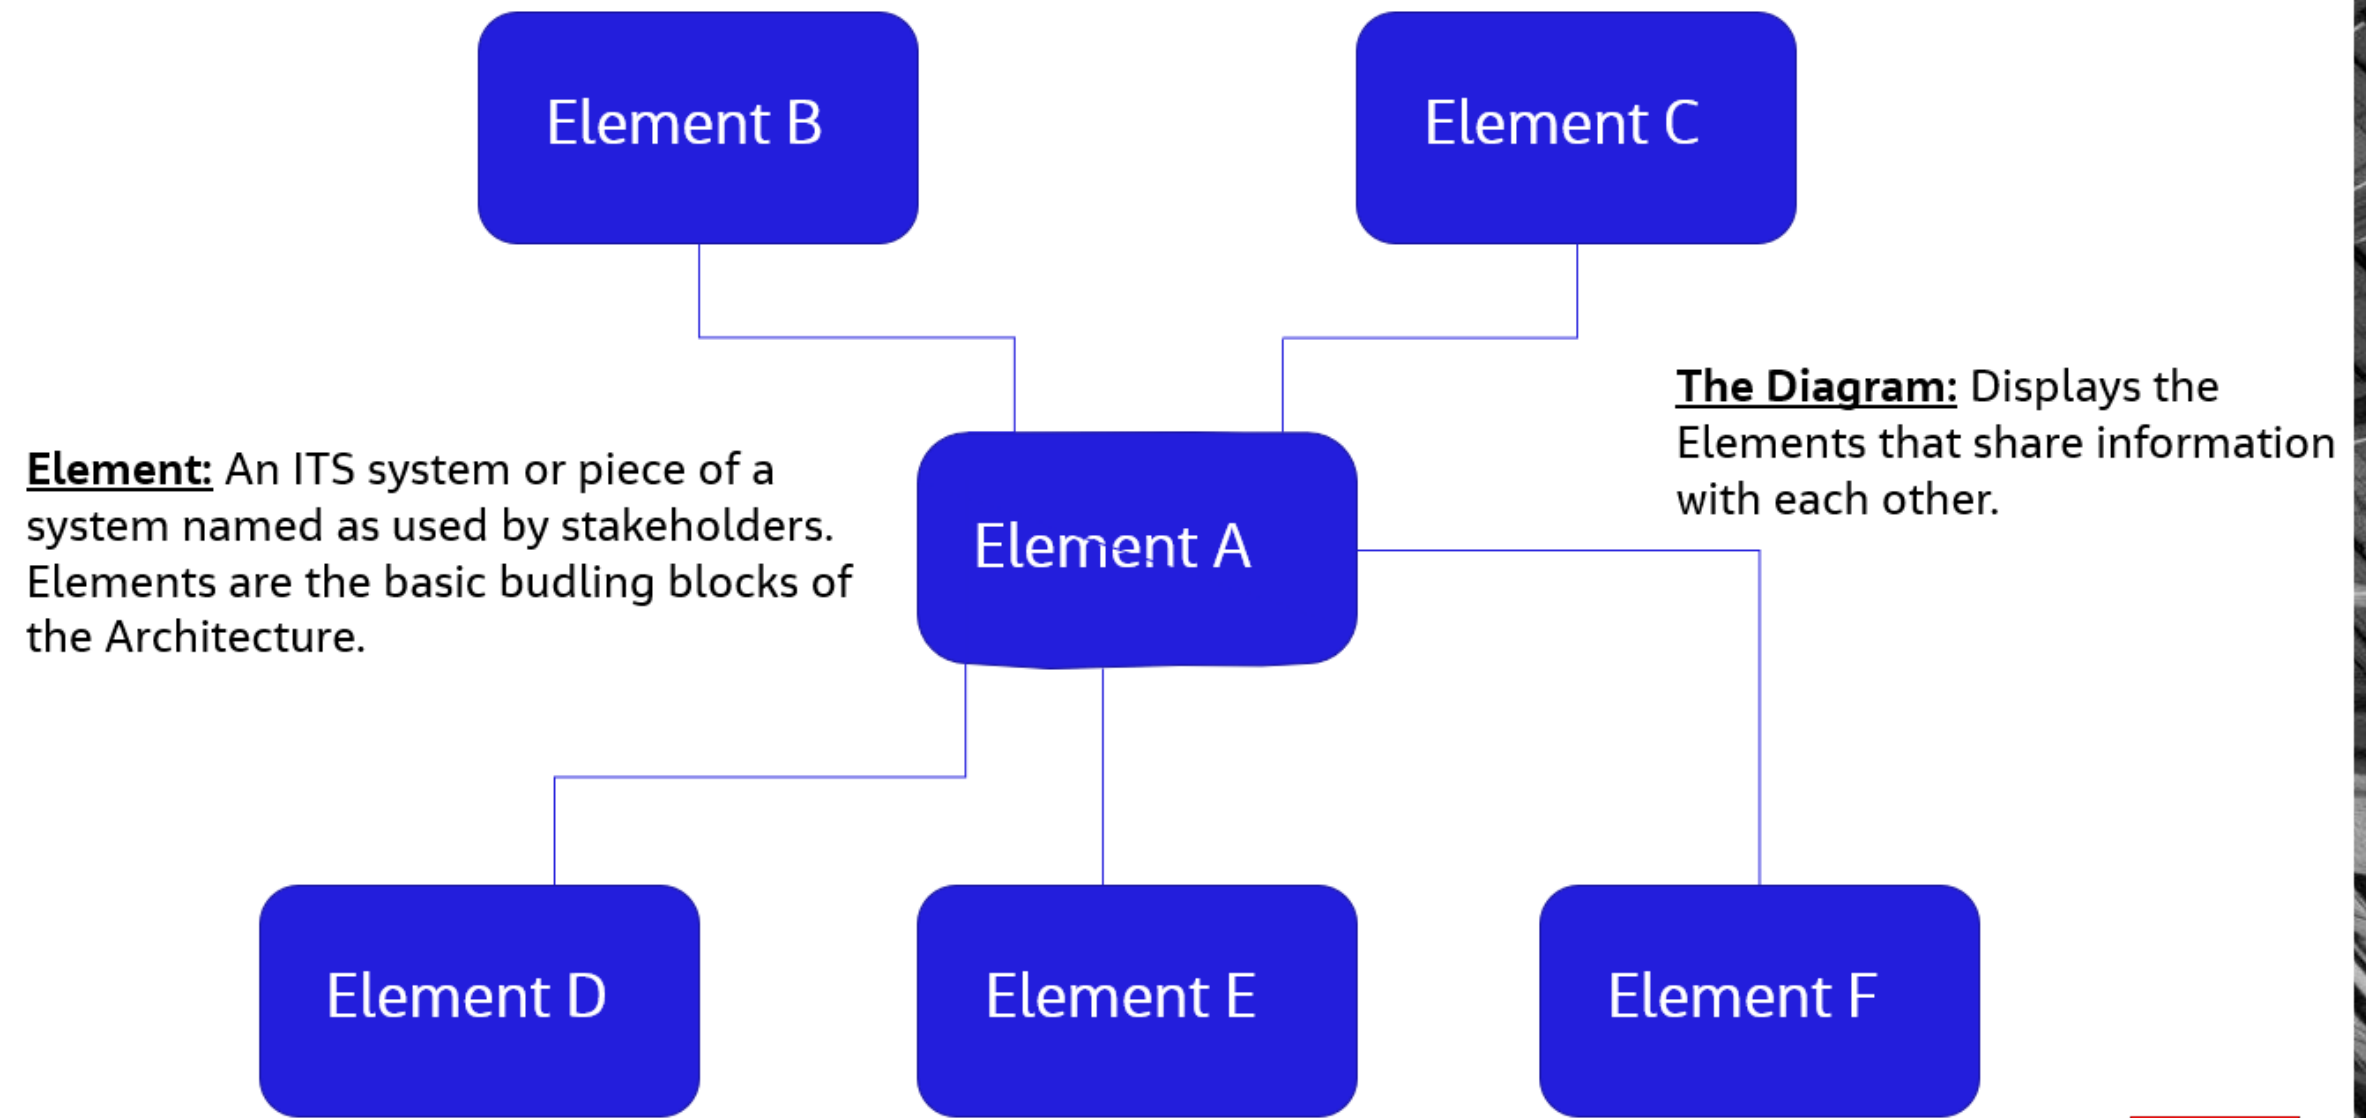 Element B
Element C
The Diagram: Displays the
Elements that share information
with each other.
Element: An ITS system or piece of a
system named as used by stakeholders.
Elements are the basic budling blocks of
the Architecture.
Element A
Element D
Element E
Element F